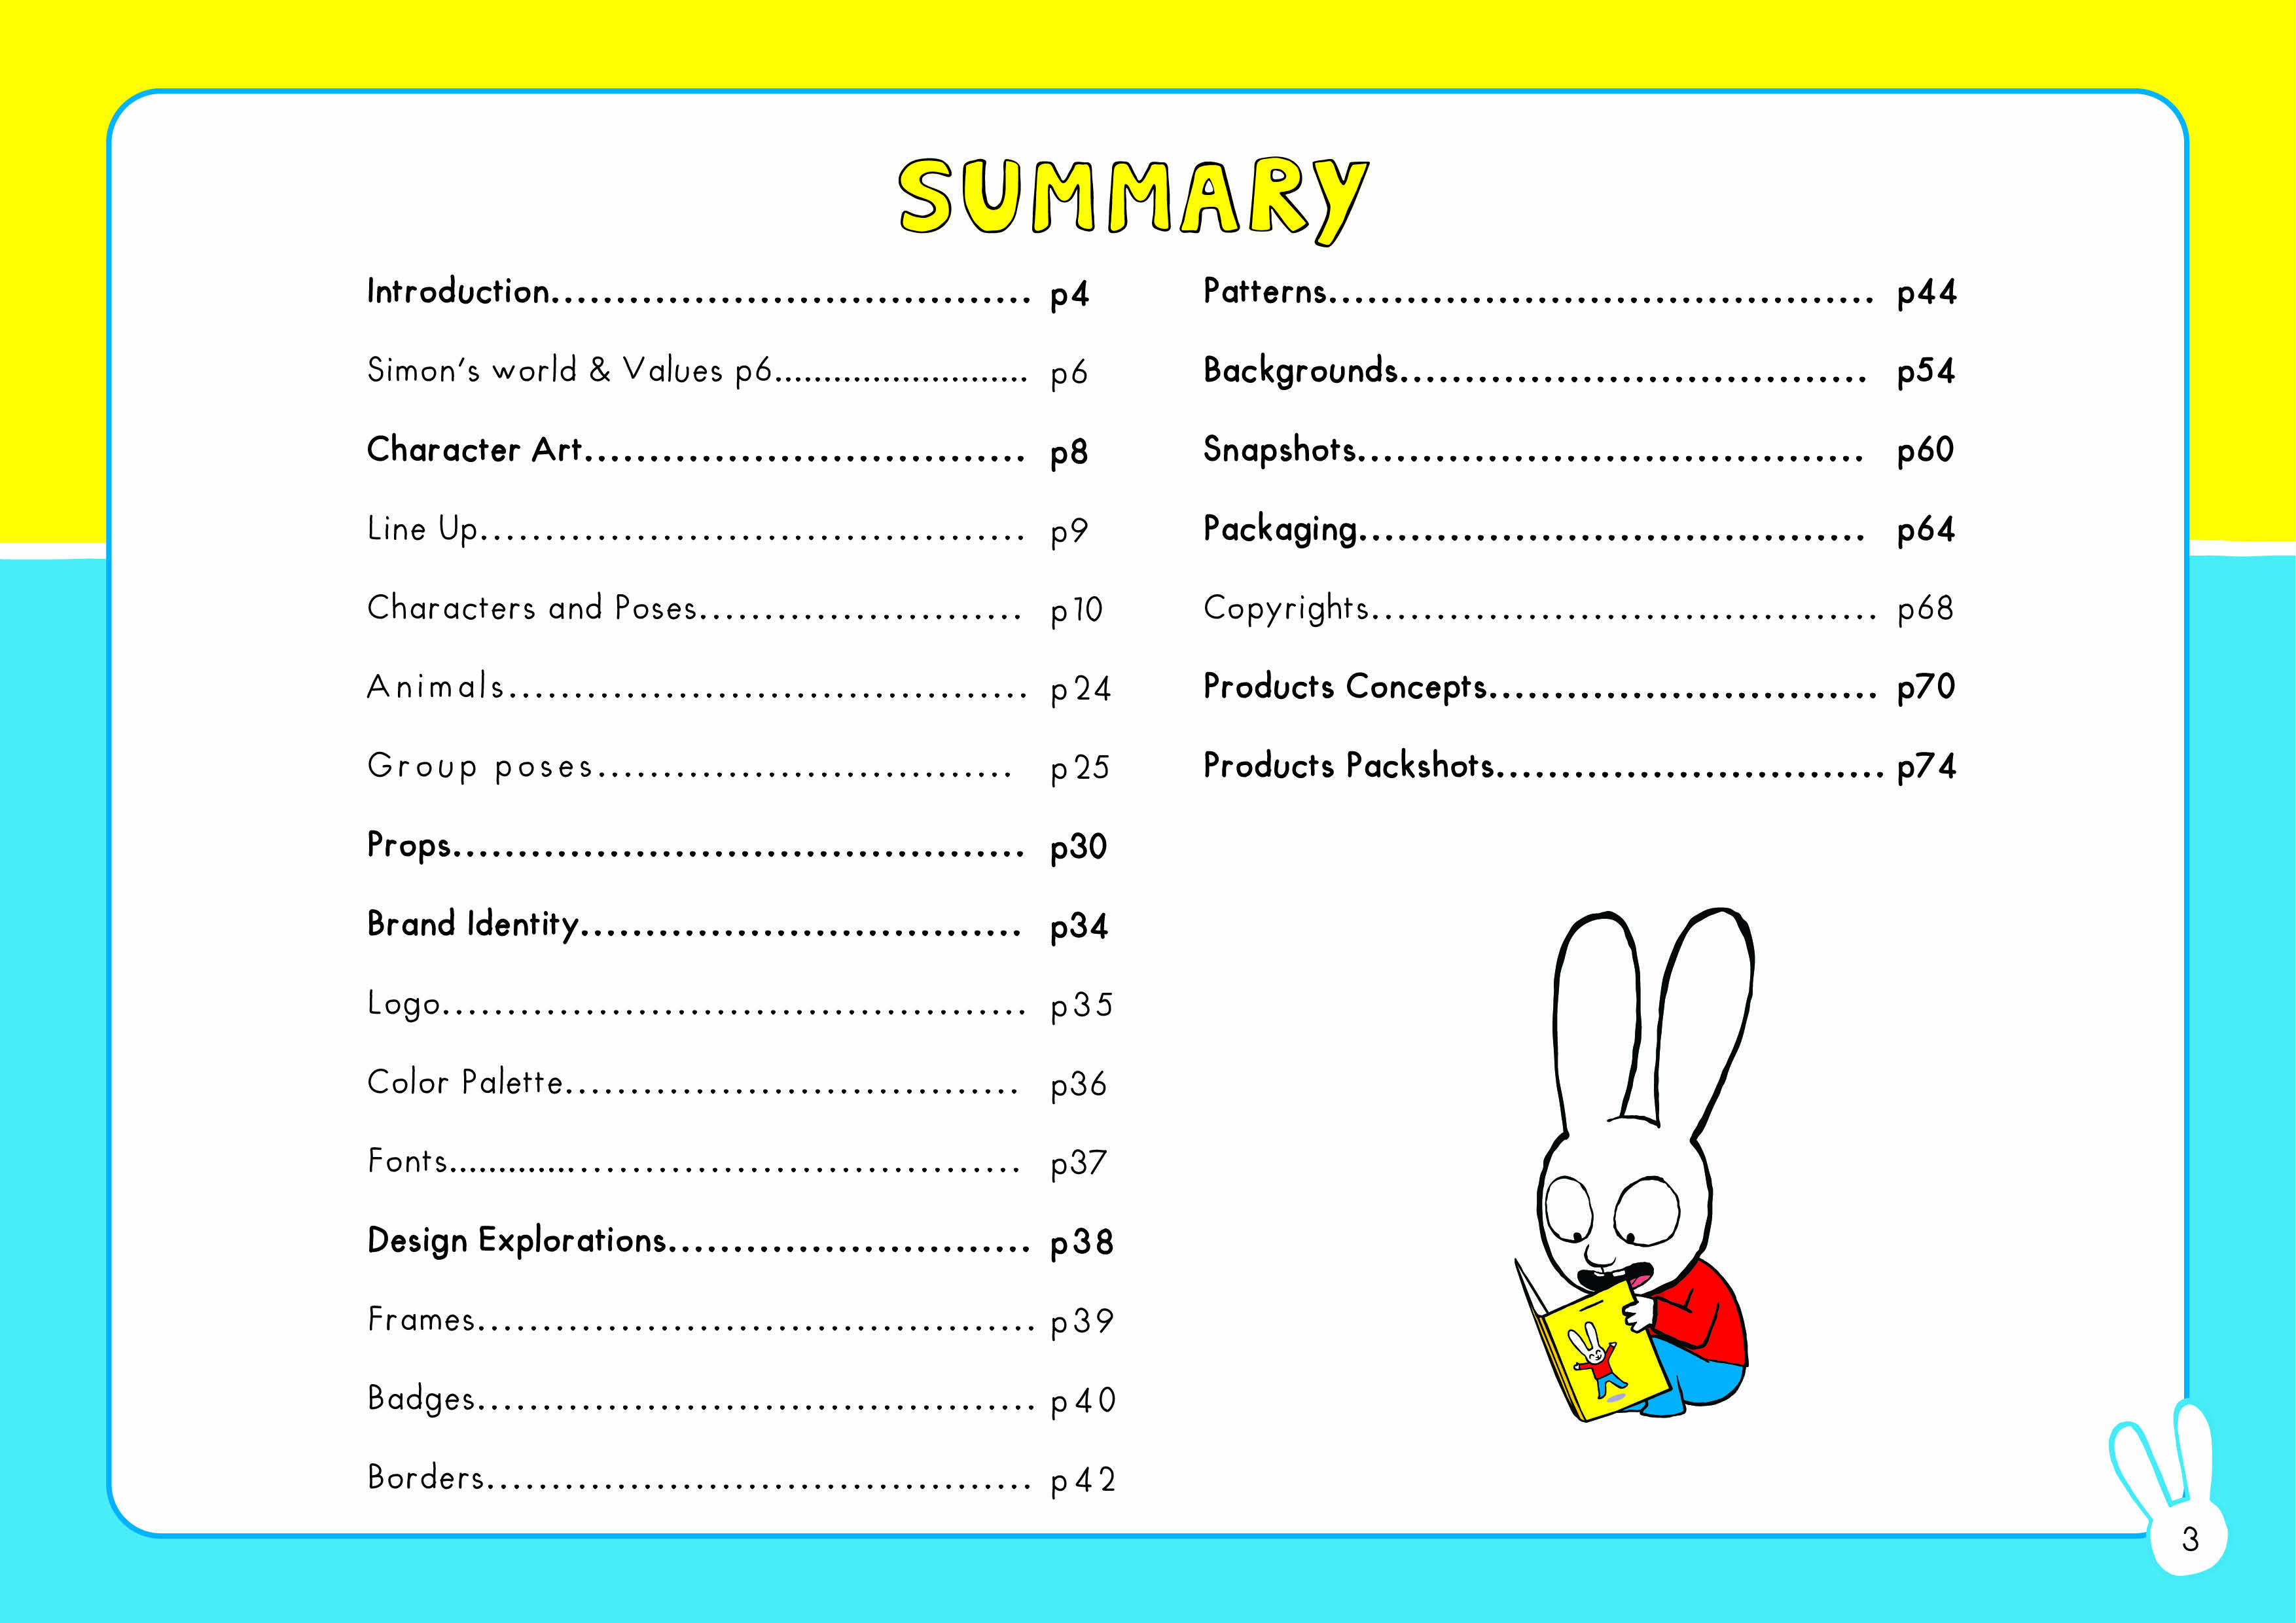 SUMMARY
Introduction..................................... p4
Simon's world & Values p6.......................... p6
Character Art.................................. p8
Line Up.......................................... p9
Characters and Poses......................... p10
Animals........................................ p24
Group poses................................ p25
Props............................................ p30
Brand Identity.................................. p34
Logo............................................. p35
Color Palette................................... p36
Fonts............................................... p37
Design Explorations............................ p38
Frames........................................... p39
Badges........................................... p40
Borders.......................................... p42
Patterns.......................................... p44
Backgrounds.................................... p54
Snapshots....................................... p60
Packaging....................................... p64
Copyrights....................................... p68
Products Concepts.............................. p70
Products Packshots.............................. p74
3